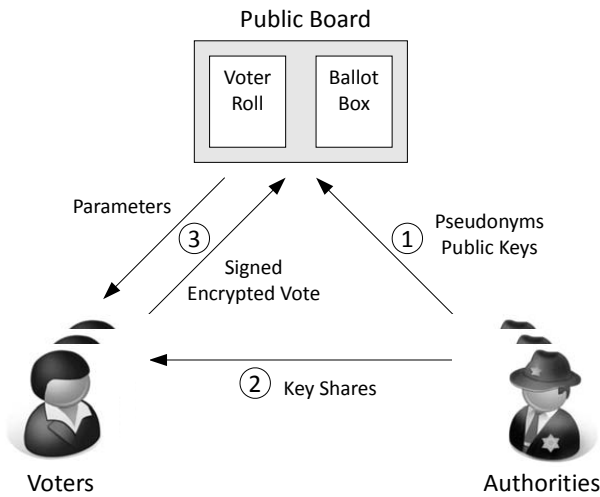 Public Board
Voter
Roll
Ballot
Box
Parameters
3
Signed
Encrypted Vote
1
Pseudonyms
Public Keys
2
Key Shares
Voters
Authorities